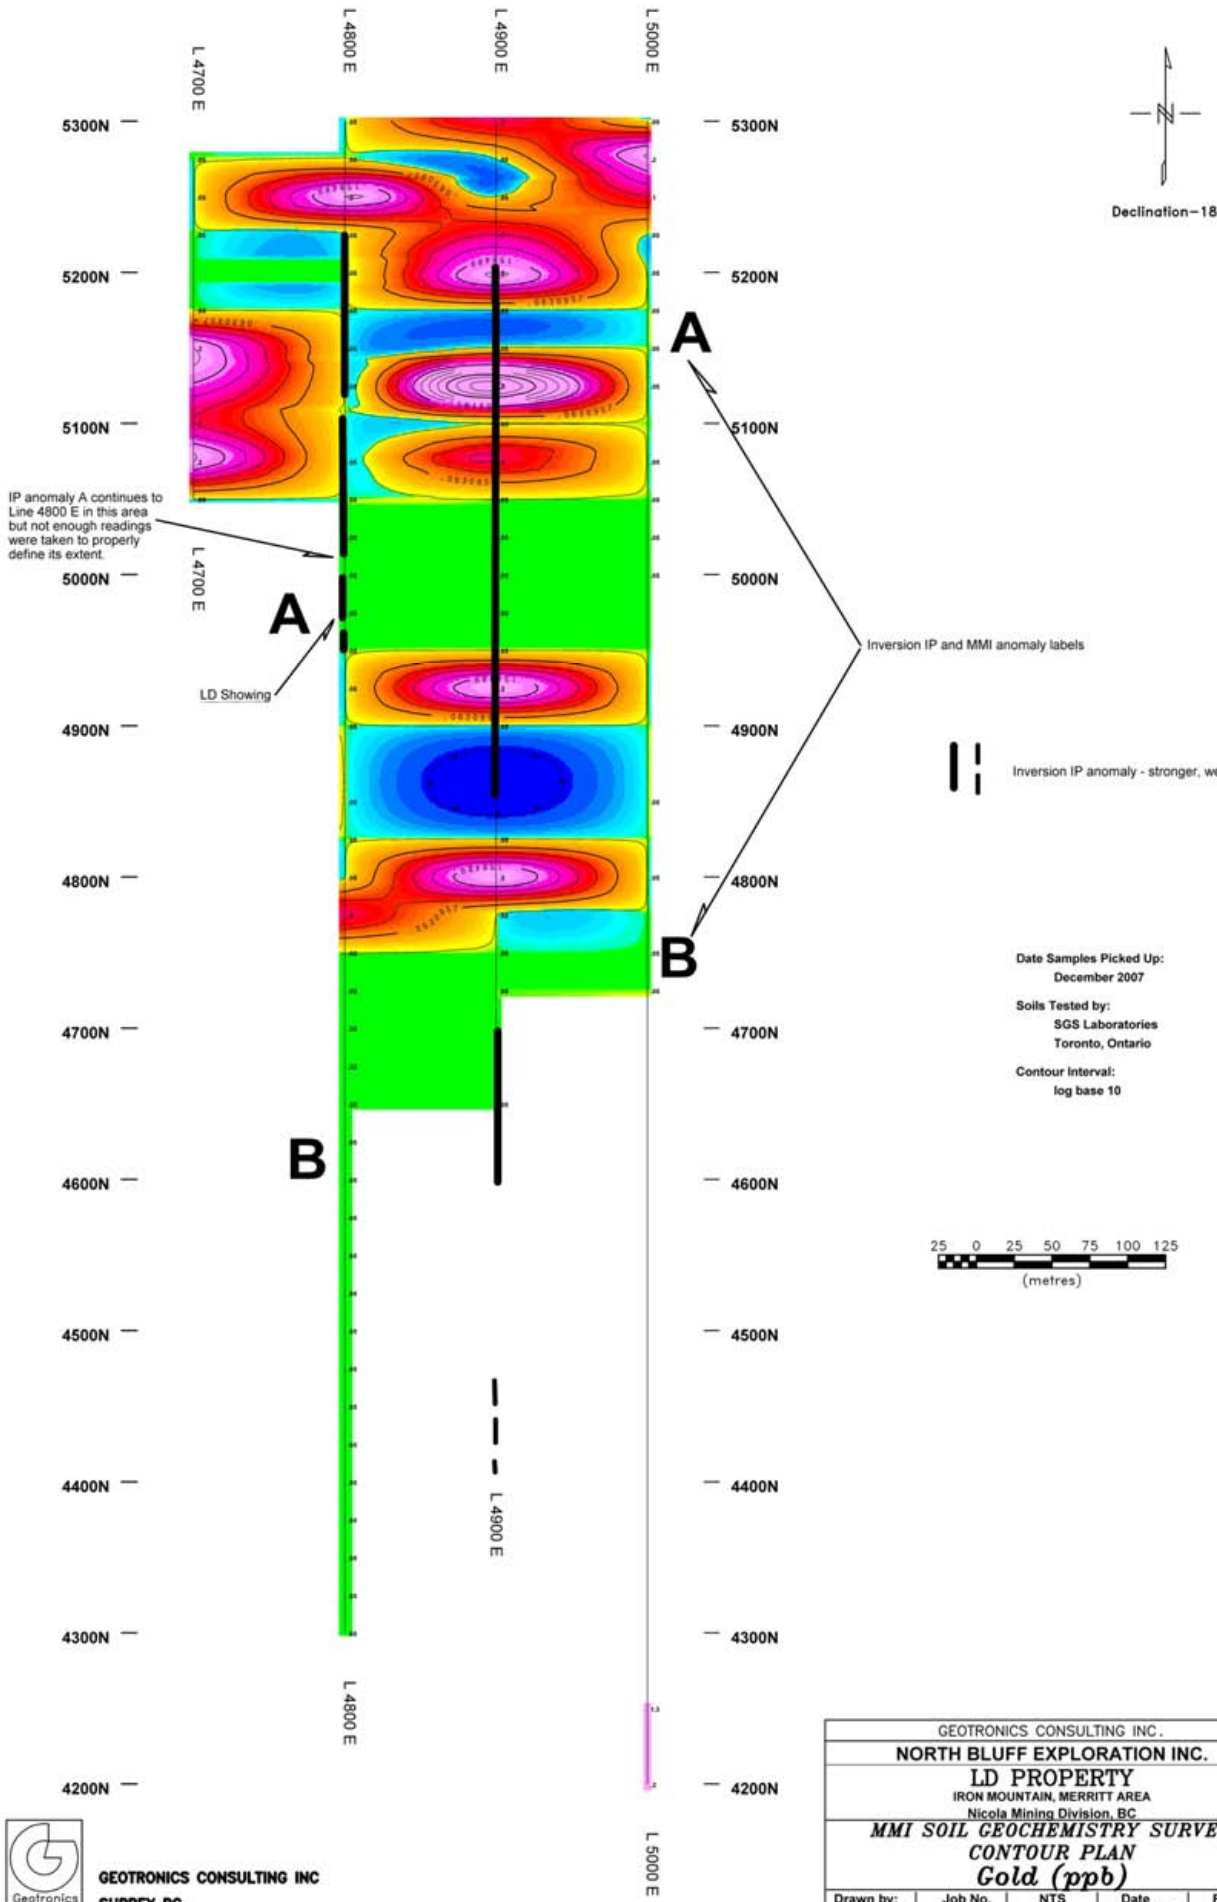 L 4700 E
L 4800 E
L 4900 E
L 5000 E
5300N
5300N
N
Declination-18
5200N
5200N
A
5100N
5100N
IP anomaly A continues to
Line 4800 E in this area
but not enough readings
were taken to properly
define its extent.
L 4700 E
5000N
5000N
A
Inversion IP and MMI anomaly labels
LD Showing
4900N
4900N
Inversion IP anomaly - stronger, we
4800N
4800N
B
Date Samples Picked Up:
December 2007
Soils Tested by:
SGS Laboratories
Toronto, Ontario
Contour Interval:
log base 10
4700N
4700N
B
4600N
4600N
25 0 25 50 75 100 125
(metres)
4500N
4500N
4400N
4400N
L 4900 E
4300N
4300N
L 4800 E
4200N
4200N
L 5000 E
GEOTRONICS CONSULTING INC.
NORTH BLUFF EXPLORATION INC.
LD PROPERTY
IRON MOUNTAIN, MERRITT AREA
Nicola Mining Division, BC
MMI SOIL GEOCHEMISTRY SURVE
CONTOUR PLAN
Gold (ppb)
Drawn by: Job No. NTS Date
G
Geotronics
GEOTRONICS CONSULTING INC